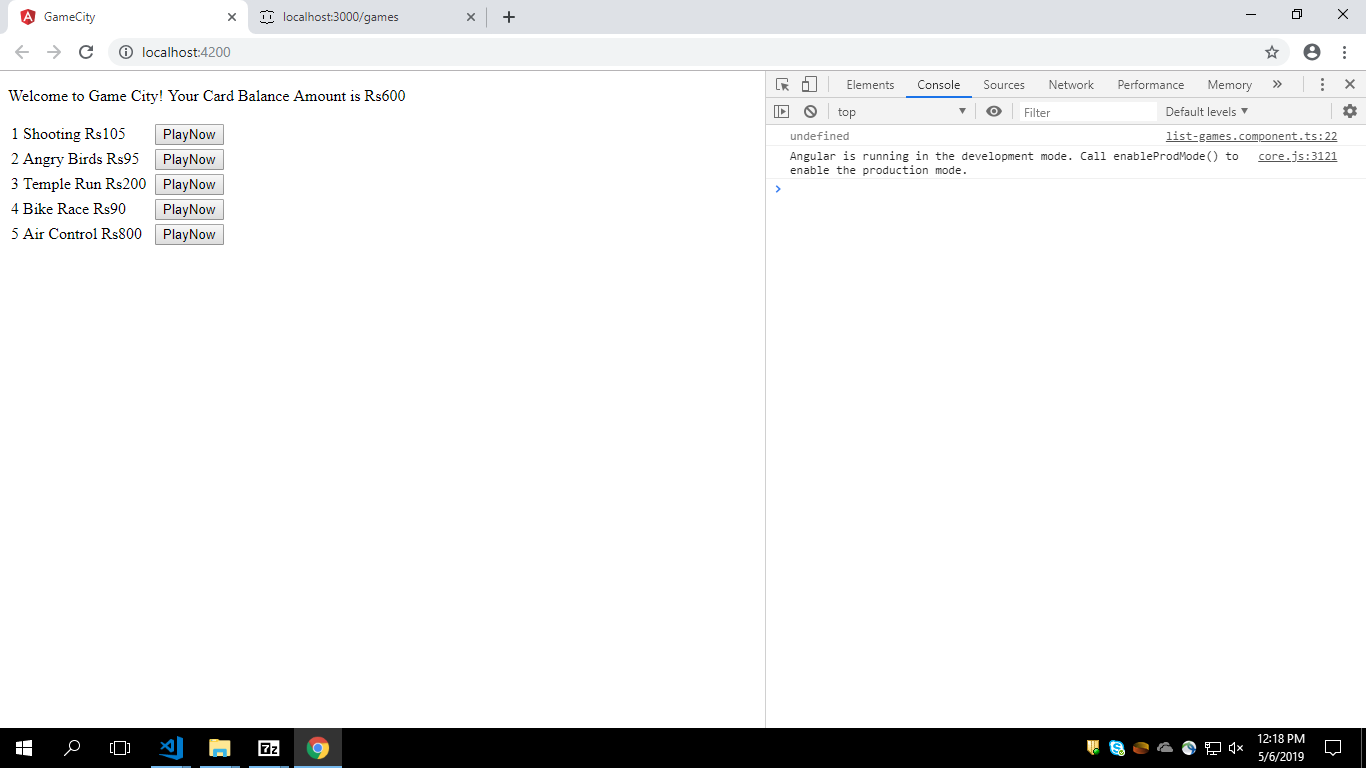 GameCity
localhost:3000/games
localhost:4200
Welcome to Game City! Your Card Balance Amount is Rs600
1 Shooting Rs105 PlayNow
2 Angry Birds Rs95 PlayNow
3 Temple Run Rs200 PlayNow
4 Bike Race Rs90 PlayNow
5 Air Control Rs800 PlayNow
Elements Console Sources Network Performance Memory
top Filter Default levels
undefined list-games.component.ts:22
Angular is running in the development mode. Call enableProdMode() to core.js:3121
enable the production mode.
7z
12:18 PM
5/6/2019